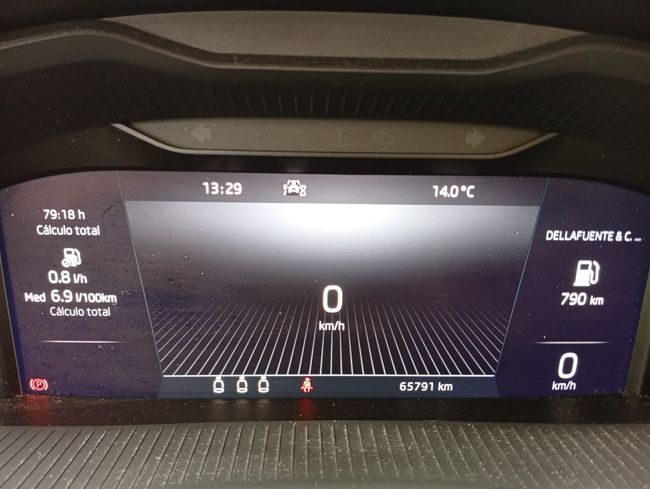 13:29
14.0°C
79:18 h
Cálculo total
0.8 l/h
Med 6.9 l/100km
Cálculo total
0
km/h
DELLAFUENTE & C. ...
790 km
0
km/h
P
65791 km